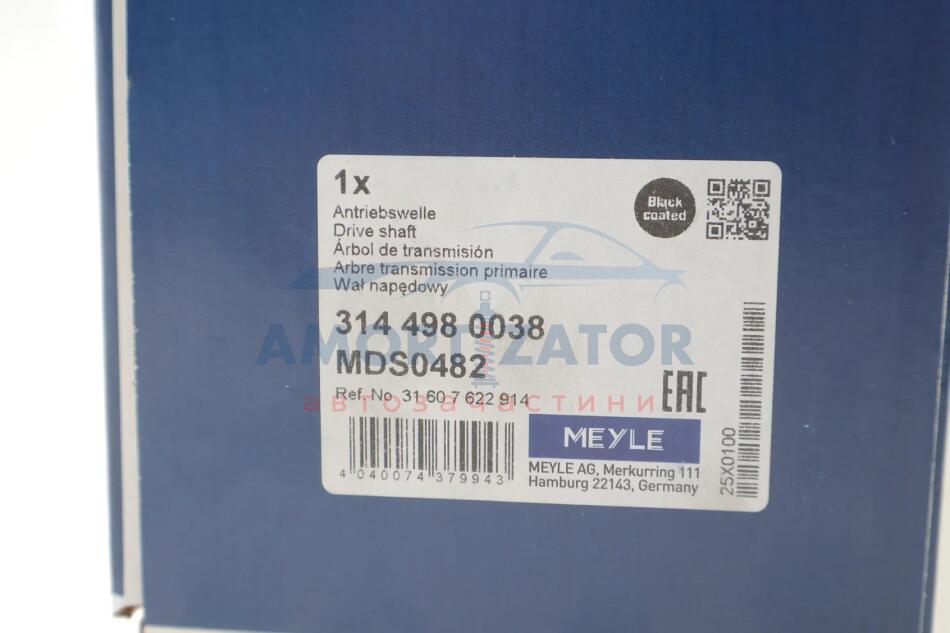 1x
Antriebswelle
Drive shaft
Árbol de transmisión
Arbre transmission primaire
Wał napędowy
Black
coated
314 498 0038
MDS0482
AMORTIZATOR
Ref. No. 31 60 7 622 914
автозапчастини
EAC
4 040074 379943
MEYLE
MEYLE AG, Merkurring 111
Hamburg 22143, Germany
25X0100